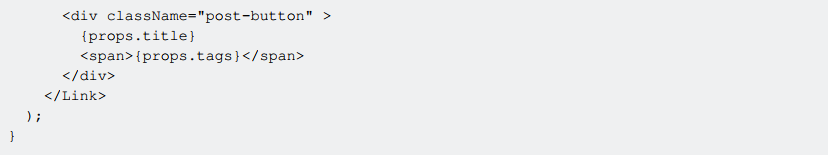 <div className="post-button" >
{props.title}
<span>{props.tags}</span>
</div>
</Link>
);
}